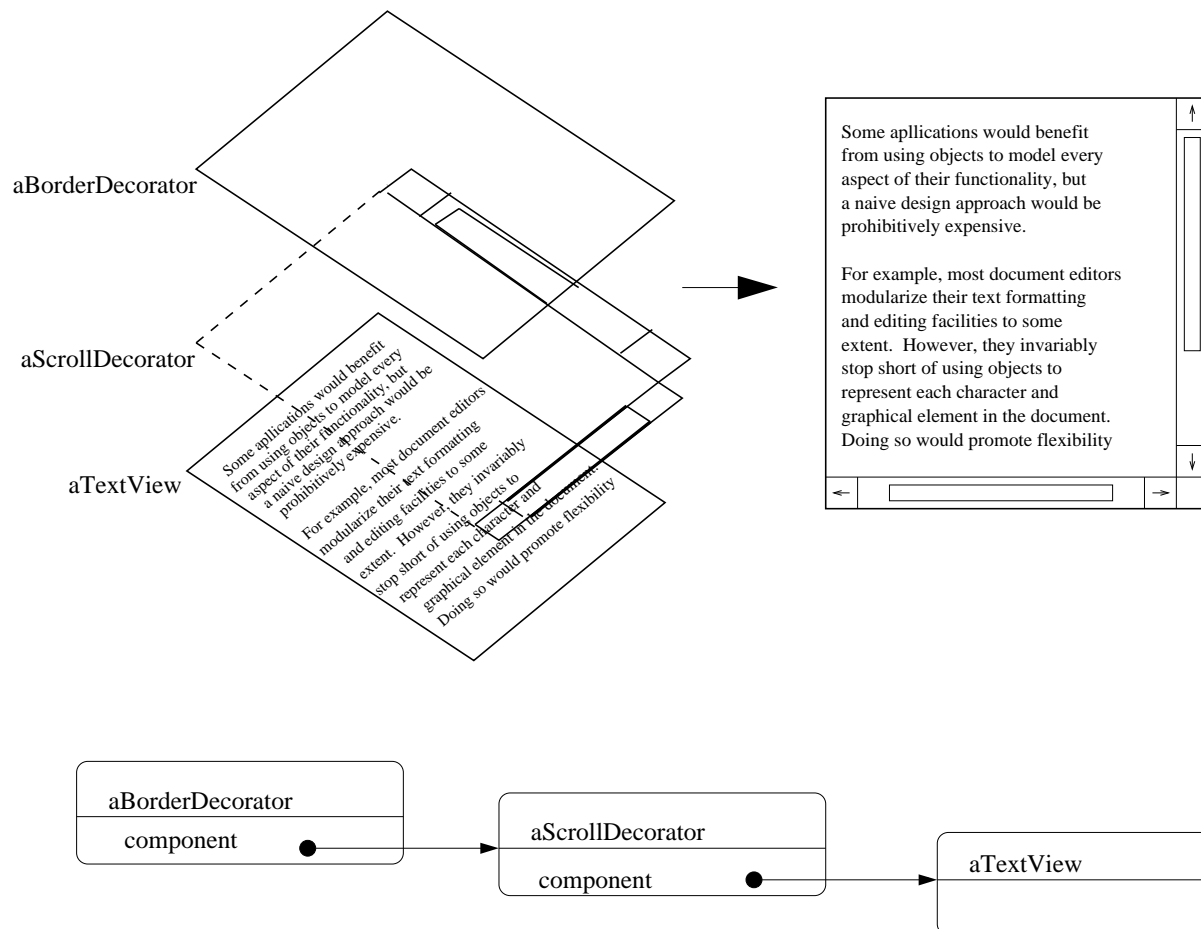 aBorderDecorator
aScrollDecorator
aTextView
Some apllications would benefit
from using objects to model every
aspect of their functionality, but
a naive design approach would be
prohibitively expensive.
For example, most document editors
modularize their text formatting
and editing facilities to some
extent.  However, they invariably
stop short of using objects to
represent each character and
graphical element in the document.
Doing so would promote flexibility
Some apllications would benefit
from using objects to model every
aspect of their functionality, but
a naive design approach would be
prohibitively expensive.
For example, most document editors
modularize their text formatting
and editing facilities to some
extent.  However, they invariably
stop short of using objects to
represent each character and
graphical element in the document.
Doing so would promote flexibility
aBorderDecorator
component
aScrollDecorator
component
aTextView